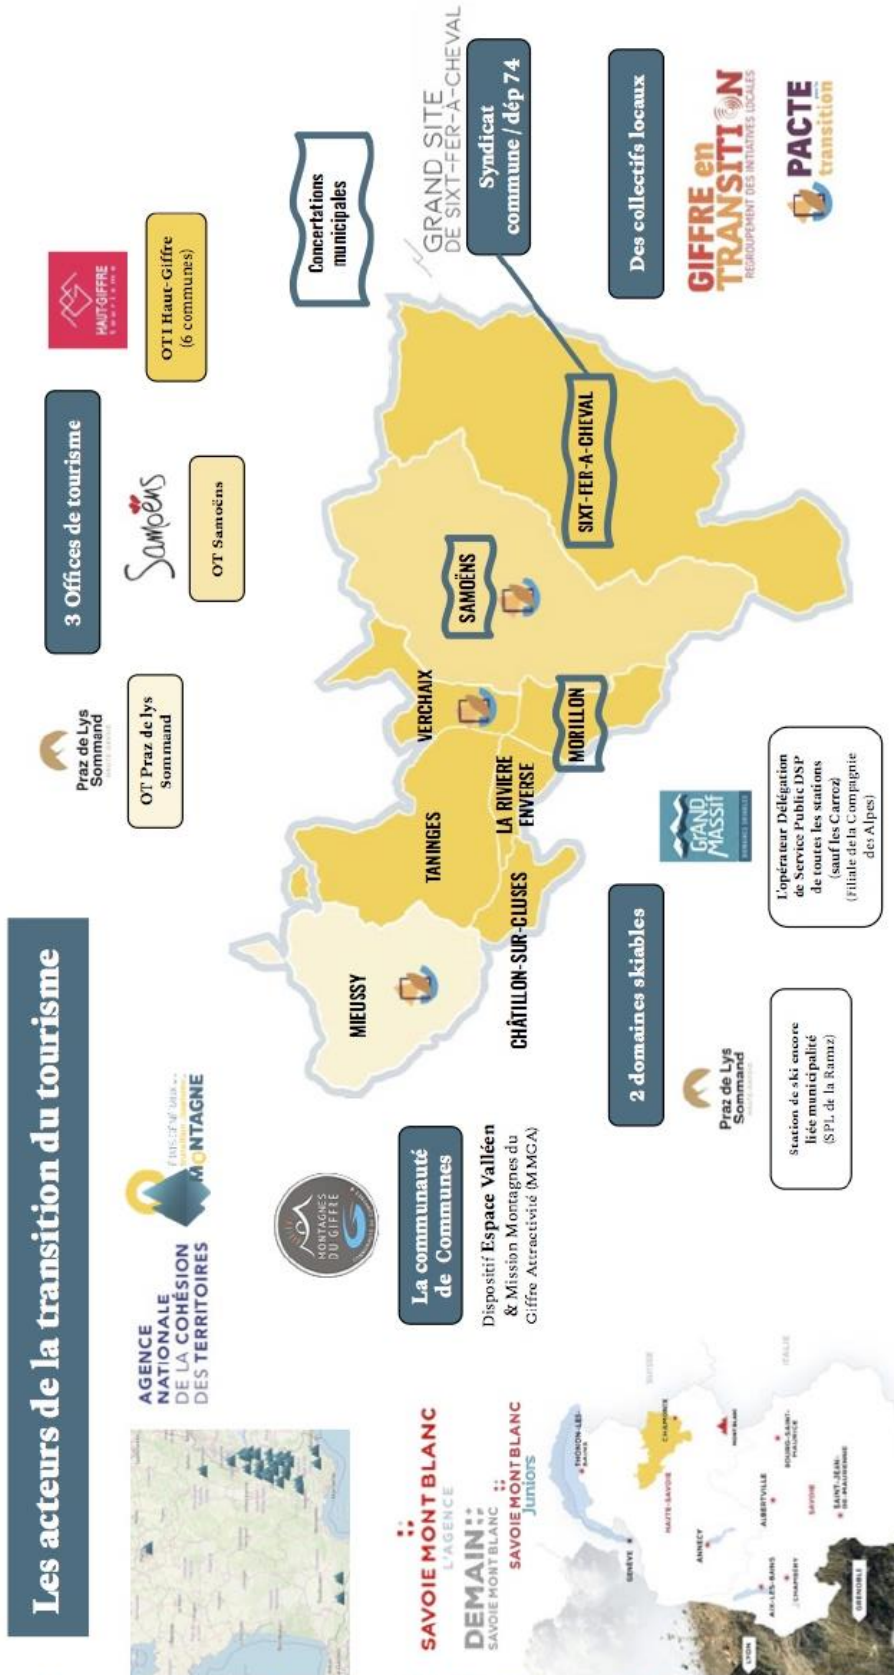 Les acteurs de la transition du tourisme
AGENCE
NATIONALE
DE LA COHÉSION
DES TERRITOIRES
MONTAGNE
Praz de Lys
Sommand
OT Praz de lys
Sommand
3 Offices de tourisme
Samoëns
OT Samoëns
HAUT-GIFFRE
tourisme
OTI Haut-Giffre
(6 communes)
MONTAGNES
DU GIFFRE
La communauté
de Communes
Dispositif Espace Valléen
& Mission Montagnes du
Giffre Attractivité (MMGA)
SAVOIE MONT BLANC
L'AGENCE
DEMAIN
SAVOIE MONT BLANC
SAVOIE MONT BLANC
Juniors
Concertations
municipales
GRAND SITE
DE SIXT-FER-À-CHEVAL
Syndicat
commune / dép 74
MIEUSSY
TANINGES
VERCHAIX
SAMOËNS
SIXT-FER-A-CHEVAL
CHÂTILLON-SUR-CLUSES
LA RIVIERE
ENVERSE
MORILLON
Des collectifs locaux
GIFFRE en
TRANSITION
REGROUPEMENT DES INITIATIVES LOCALES
PACTE
transition
2 domaines skiables
Praz de Lys
Sommand
Station de ski encore
liée municipalité
(SPL de la Ramaz)
GRAND
MASSIF
DOMAINES SKIABLES
L'opérateur Délégation
de Service Public DSP
de toutes les stations
(sauf les Carroz)
(Filiale de la Compagnie
des Alpes)
THONON-LES-
BAINS
SUISSE
GENÈVE
CHAMONIX
HAUTE-SAVOIE
ITALIE
ANNECY
MONT BLANC
ALBERTVILLE
BOURG-SAINT-
MAURICE
AIX-LES-BAINS
SAVOIE
CHAMBÉRY
SAINT-JEAN-
DE-MAURIENNE
LYON
GRENOBLE